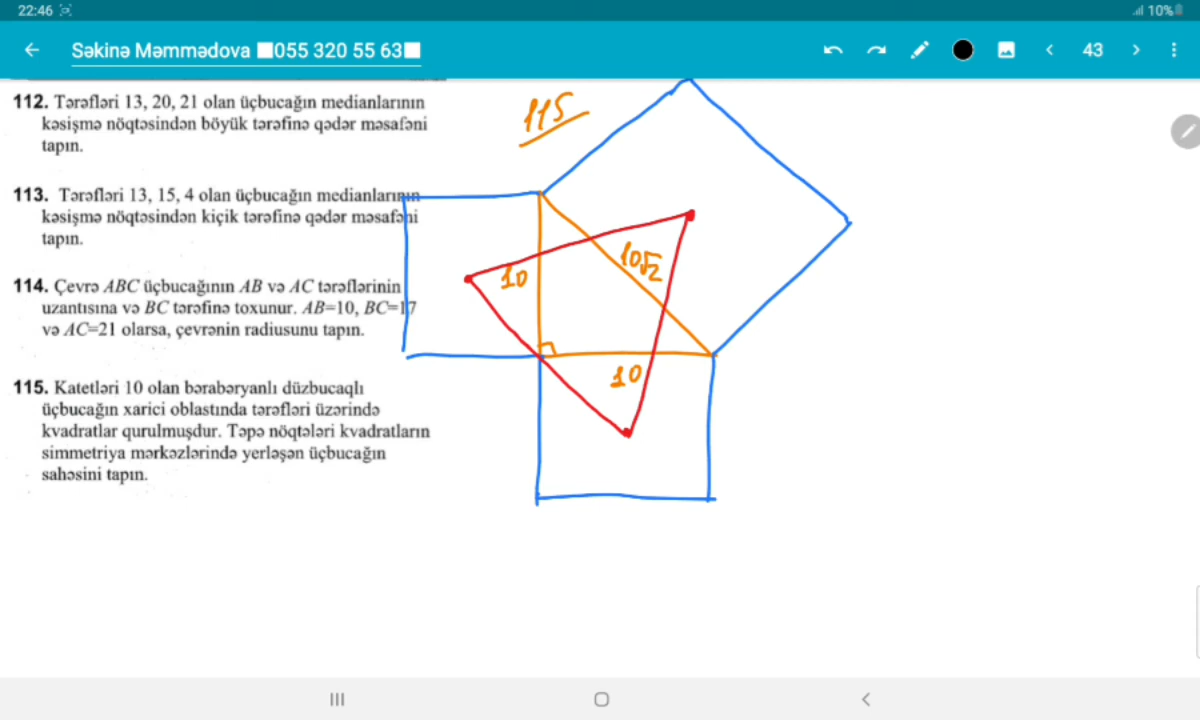 22:46
10%
Səkinə Məmmədova 055 320 55 63
43
112. Tərəfləri 13, 20, 21 olan üçbucağın medianlarının
kəsişmə nöqtəsindən böyük tərəfinə qədər məsafəni
tapın.
113. Tərəfləri 13, 15, 4 olan üçbucağın medianlarının
kəsişmə nöqtəsindən kiçik tərəfinə qədər məsafəni
tapın.
114. Çevrə ABC üçbucağının AB və AC tərəflərinin
uzantısına və BC tərəfinə toxunur. AB=10, BC=17
və AC=21 olarsa, çevrənin radiusunu tapın.
115. Katetləri 10 olan bərabəryanlı düzbucaqlı
üçbucağın xarici oblastında tərəfləri üzərində
kvadratlar qurulmuşdur. Təpə nöqtələri kvadratların
simmetriya mərkəzlərində yerləşən üçbucağın
sahəsini tapın.
115
10
10√2
10